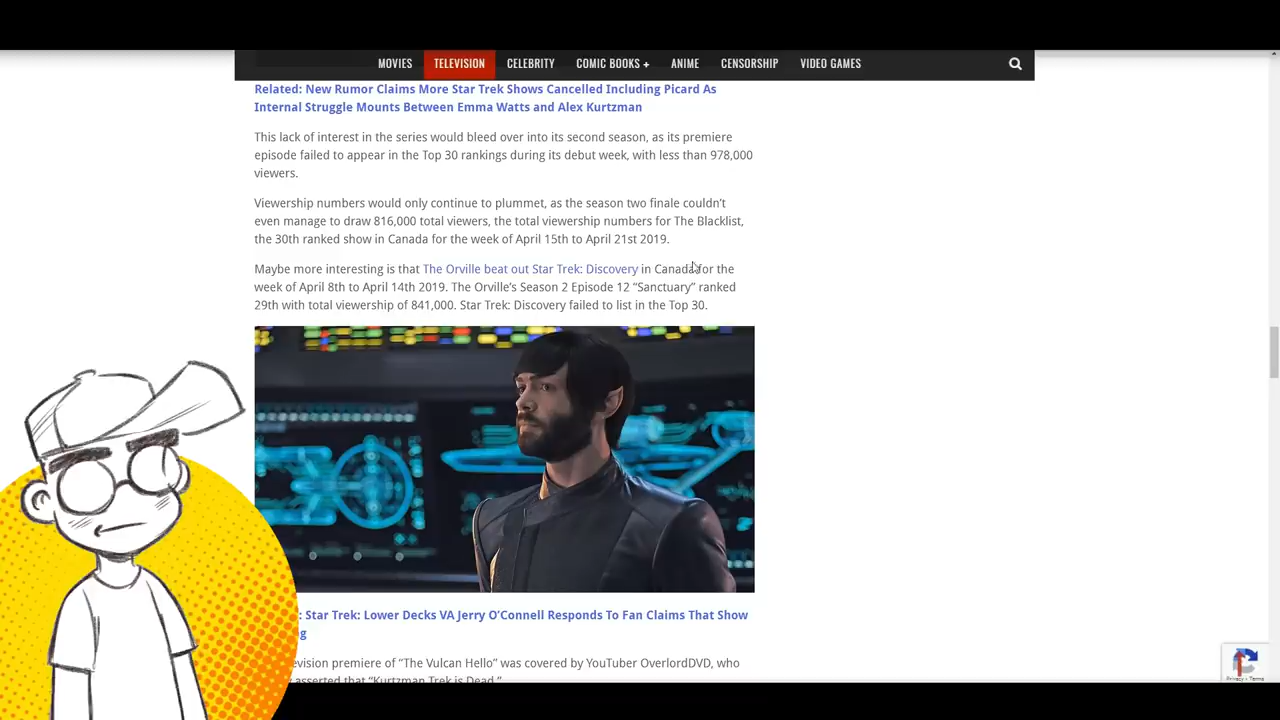 MOVIES TELEVISION CELEBRITY COMIC BOOKS + ANIME CENSORSHIP VIDEO GAMES
Related: New Rumor Claims More Star Trek Shows Cancelled Including Picard As
Internal Struggle Mounts Between Emma Watts and Alex Kurtzman
This lack of interest in the series would bleed over into its second season, as its premiere
episode failed to appear in the Top 30 rankings during its debut week, with less than 978,000
viewers.
Viewership numbers would only continue to plummet, as the season two finale couldn't
even manage to draw 816,000 total viewers, the total viewership numbers for The Blacklist,
the 30th ranked show in Canada for the week of April 15th to April 21st 2019.
Maybe more interesting is that The Orville beat out Star Trek: Discovery in Canada for the
week of April 8th to April 14th 2019. The Orville's Season 2 Episode 12 “Sanctuary” ranked
29th with total viewership of 841,000. Star Trek: Discovery failed to list in the Top 30.
: Star Trek: Lower Decks VA Jerry O'Connell Responds To Fan Claims That Show
premiere of “The Vulcan Hello” was covered by YouTuber OverlordDVD, who
asserted that “Kurtzman Trek is Dead.”
Privacy - Terms